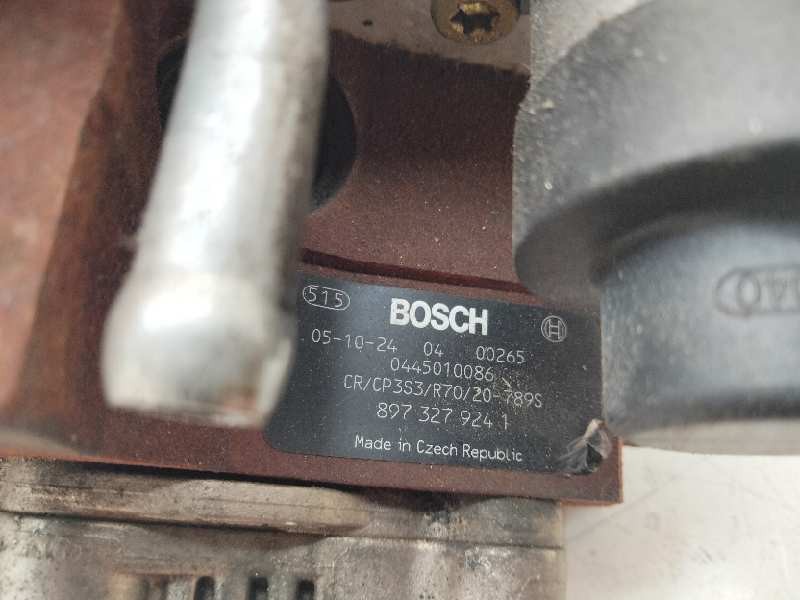 515
BOSCH
05-10-24 04 00265
0445010086
CR/CP3S3/R70/20-789S
897 327 924 1
Made in Czech Republic